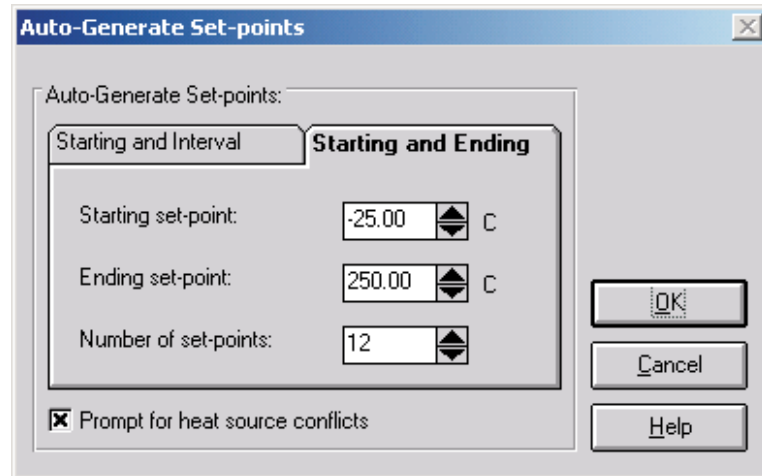 Auto-Generate Set-points
Auto-Generate Set-points:
Starting and Interval
Starting and Ending
Starting set-point: -25.00 C
Ending set-point: 250.00 C
Number of set-points: 12
Prompt for heat source conflicts
OK
Cancel
Help